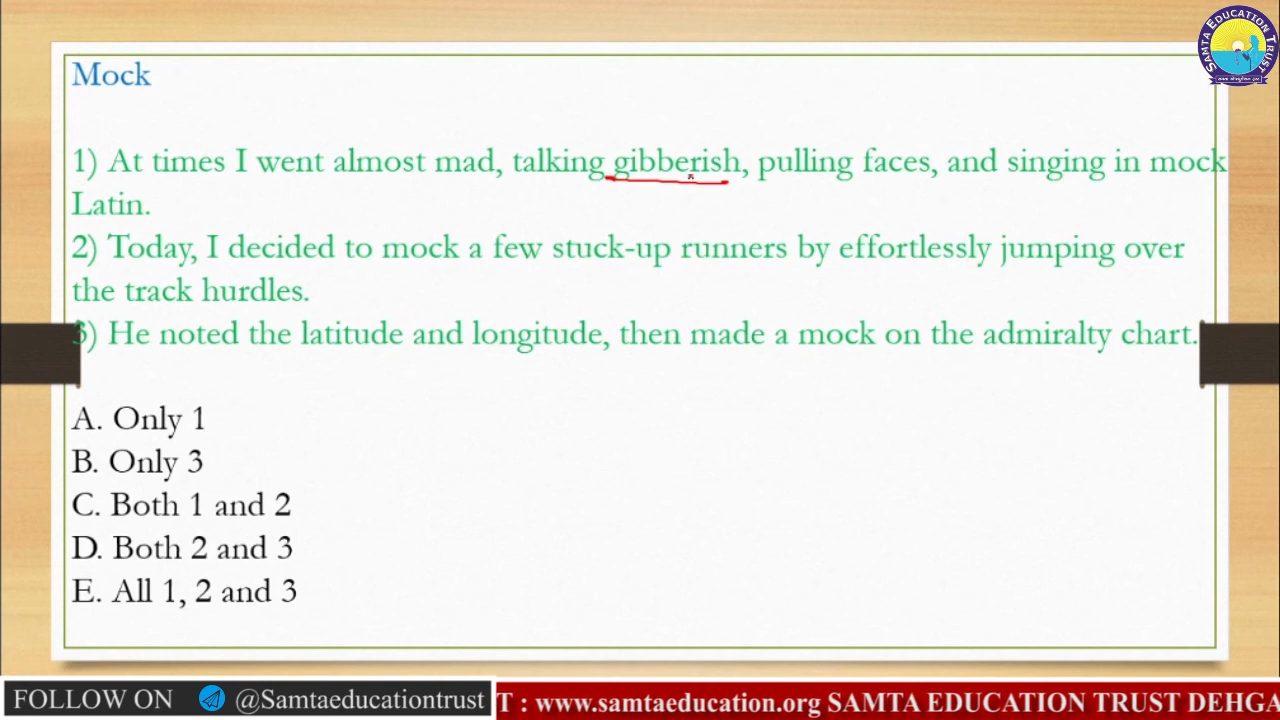 SAMTA EDUCATION TRUST
Mock
1) At times I went almost mad, talking gibberish, pulling faces, and singing in mock
Latin.
2) Today, I decided to mock a few stuck-up runners by effortlessly jumping over
the track hurdles.
3) He noted the latitude and longitude, then made a mock on the admiralty chart.
A. Only 1
B. Only 3
C. Both 1 and 2
D. Both 2 and 3
E. All 1, 2 and 3
FOLLOW ON @Samtaeducationtrust
T : www.samtaeducation.org SAMTA EDUCATION TRUST DEHGA